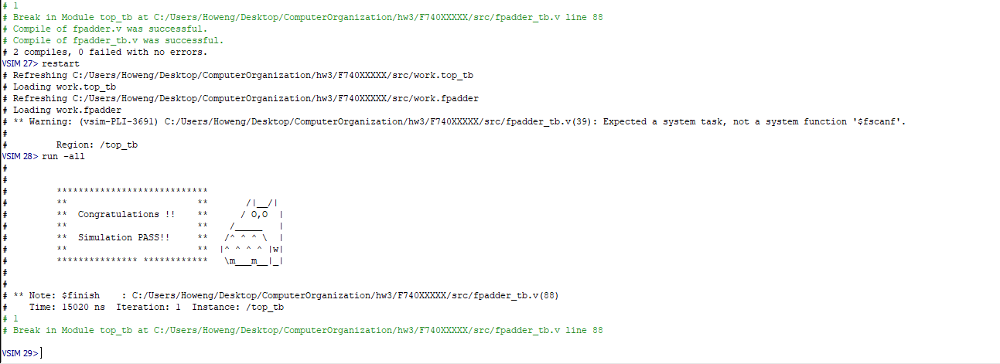 # 1
# Break in Module top_tb at C:/Users/Howeng/Desktop/ComputerOrganization/hw3/F740XXXXX/src/fpadder_tb.v line 88
# Compile of fpadder.v was successful.
# Compile of fpadder_tb.v was successful.
# 2 compiles, 0 failed with no errors.
VSIM 27> restart
# Refreshing C:/Users/Howeng/Desktop/ComputerOrganization/hw3/F740XXXXX/src/work.top_tb
# Loading work.top_tb
# Refreshing C:/Users/Howeng/Desktop/ComputerOrganization/hw3/F740XXXXX/src/work.fpadder
# Loading work.fpadder
# ** Warning: (vsim-PLI-3691) C:/Users/Howeng/Desktop/ComputerOrganization/hw3/F740XXXXX/src/fpadder_tb.v(39): Expected a system task, not a system function '$fscanf'.
#
#         Region: /top_tb
VSIM 28> run -all
#
#
#         ****************************
#         **                        **       /|__/|
#         **  Congratulations !!    **      / O,O  |
#         **                        **    /_____   |
#         **  Simulation PASS!!     **   /^ ^ ^ \  |
#         **                        **  |^ ^ ^ ^ |w|
#         *************** ************   \m___m__|_|
#
#
# ** Note: $finish    : C:/Users/Howeng/Desktop/ComputerOrganization/hw3/F740XXXXX/src/fpadder_tb.v(88)
#    Time: 15020 ns  Iteration: 1  Instance: /top_tb
# 1
# Break in Module top_tb at C:/Users/Howeng/Desktop/ComputerOrganization/hw3/F740XXXXX/src/fpadder_tb.v line 88
VSIM 29>